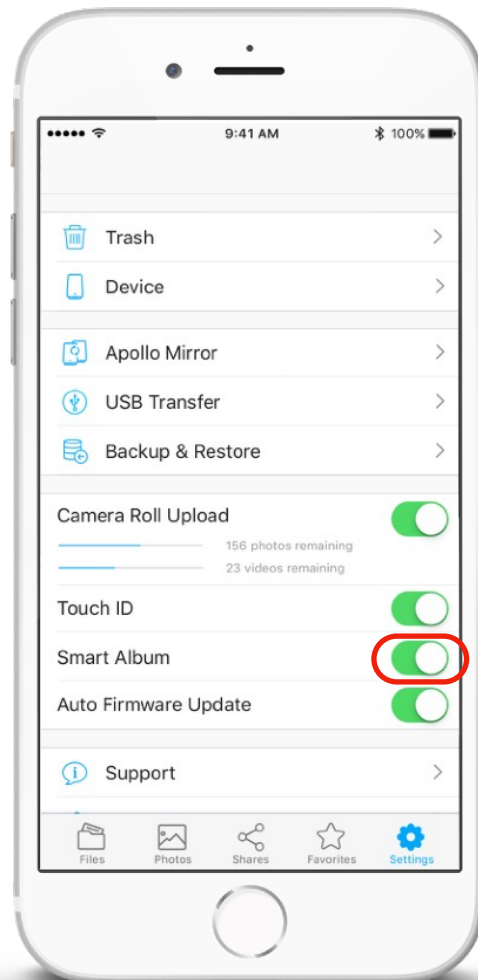 9:41 AM 100%
Trash
Device
Apollo Mirror
USB Transfer
Backup & Restore
Camera Roll Upload
156 photos remaining
23 videos remaining
Touch ID
Smart Album
Auto Firmware Update
Support
Files Photos Shares Favorites Settings